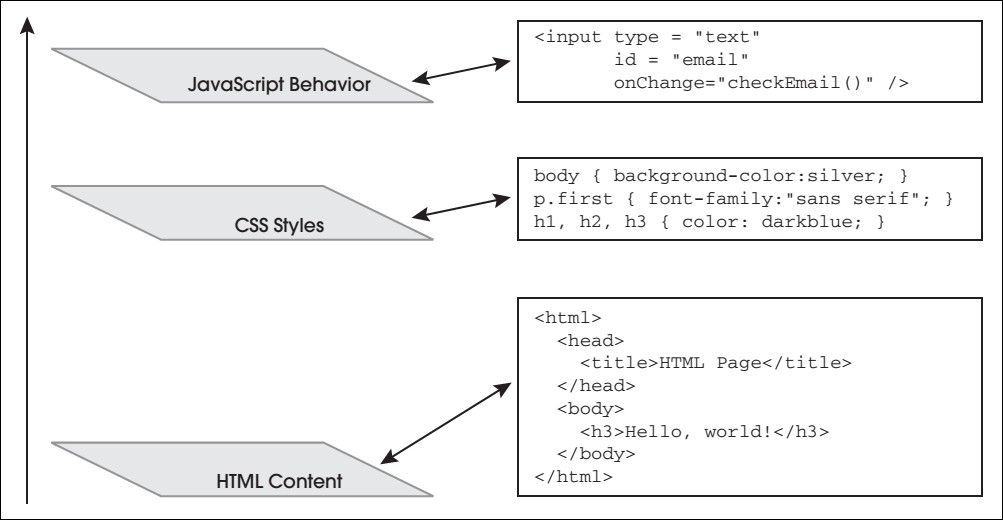 JavaScript Behavior
<input type = "text"
id = "email"
onChange="checkEmail()" />
CSS Styles
body { background-color:silver; }
p.first { font-family:"sans serif"; }
h1, h2, h3 { color: darkblue; }
HTML Content
<html>
<head>
<title>HTML Page</title>
</head>
<body>
<h3>Hello, world!</h3>
</body>
</html>